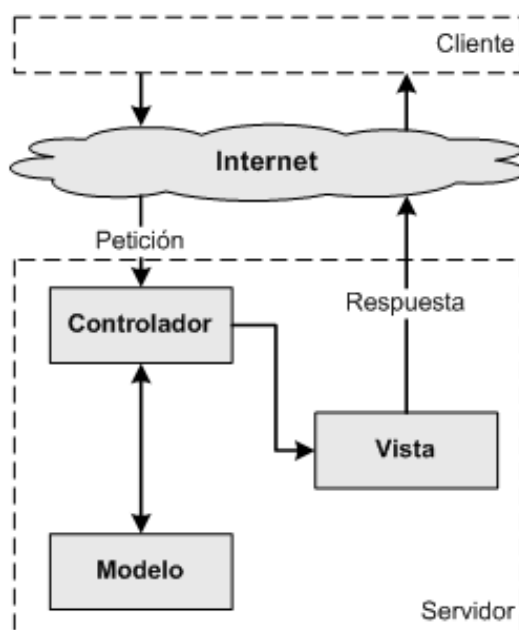 Cliente
Internet
Petición
Controlador
Respuesta
Vista
Modelo
Servidor